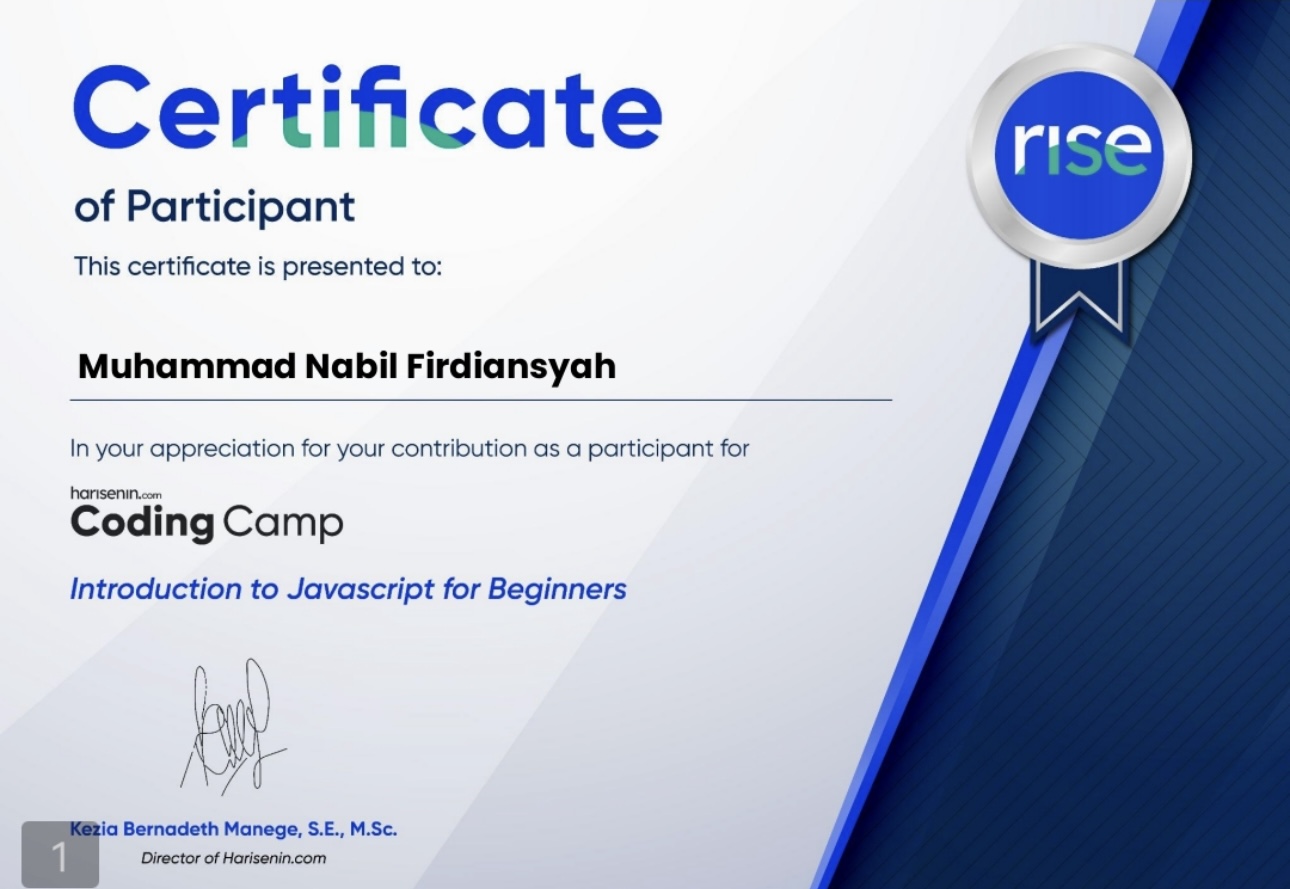 Certificate
rise
of Participant
This certificate is presented to:
Muhammad Nabil Firdiansyah
In your appreciation for your contribution as a participant for
harisenin.com
Coding Camp
Introduction to Javascript for Beginners
Kezia Bernadeth Manege, S.E., M.Sc.
1
Director of Harisenin.com